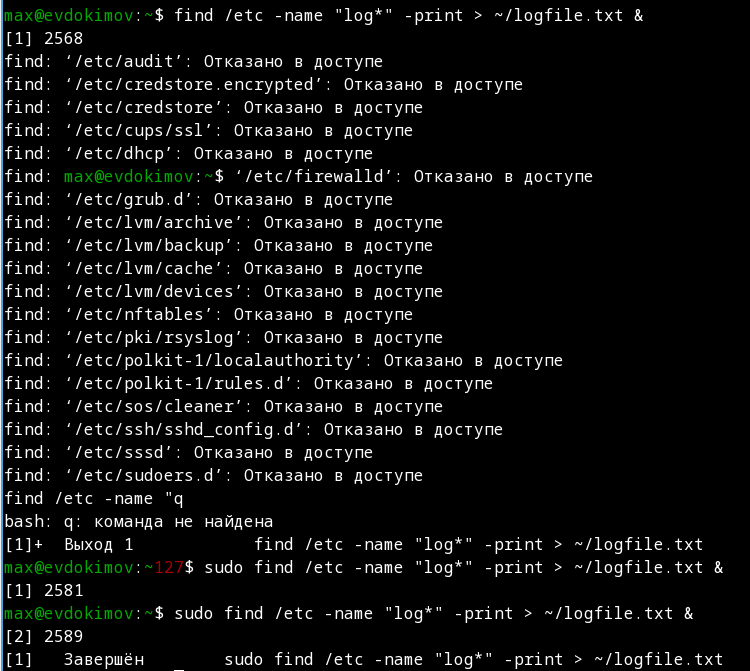 max@evdokimov:~$ find /etc -name "log*" -print > ~/logfile.txt &
[1] 2568
find: ‘/etc/audit’: Отказано в доступе
find: ‘/etc/credstore.encrypted’: Отказано в доступе
find: ‘/etc/credstore’: Отказано в доступе
find: ‘/etc/cups/ssl’: Отказано в доступе
find: ‘/etc/dhcp’: Отказано в доступе
find: max@evdokimov:~$ ‘/etc/firewalld’: Отказано в доступе
find: ‘/etc/grub.d’: Отказано в доступе
find: ‘/etc/lvm/archive’: Отказано в доступе
find: ‘/etc/lvm/backup’: Отказано в доступе
find: ‘/etc/lvm/cache’: Отказано в доступе
find: ‘/etc/lvm/devices’: Отказано в доступе
find: ‘/etc/nftables’: Отказано в доступе
find: ‘/etc/pki/rsyslog’: Отказано в доступе
find: ‘/etc/polkit-1/localauthority’: Отказано в доступе
find: ‘/etc/polkit-1/rules.d’: Отказано в доступе
find: ‘/etc/sos/cleaner’: Отказано в доступе
find: ‘/etc/ssh/sshd_config.d’: Отказано в доступе
find: ‘/etc/sssd’: Отказано в доступе
find: ‘/etc/sudoers.d’: Отказано в доступе
find /etc -name "q
bash: q: команда не найдена
[1]+  Выход 1            find /etc -name "log*" -print > ~/logfile.txt
max@evdokimov:~127$ sudo find /etc -name "log*" -print > ~/logfile.txt &
[1] 2581
max@evdokimov:~$ sudo find /etc -name "log*" -print > ~/logfile.txt &
[2] 2589
[1]   Завершён   _    sudo find /etc -name "log*" -print > ~/logfile.txt